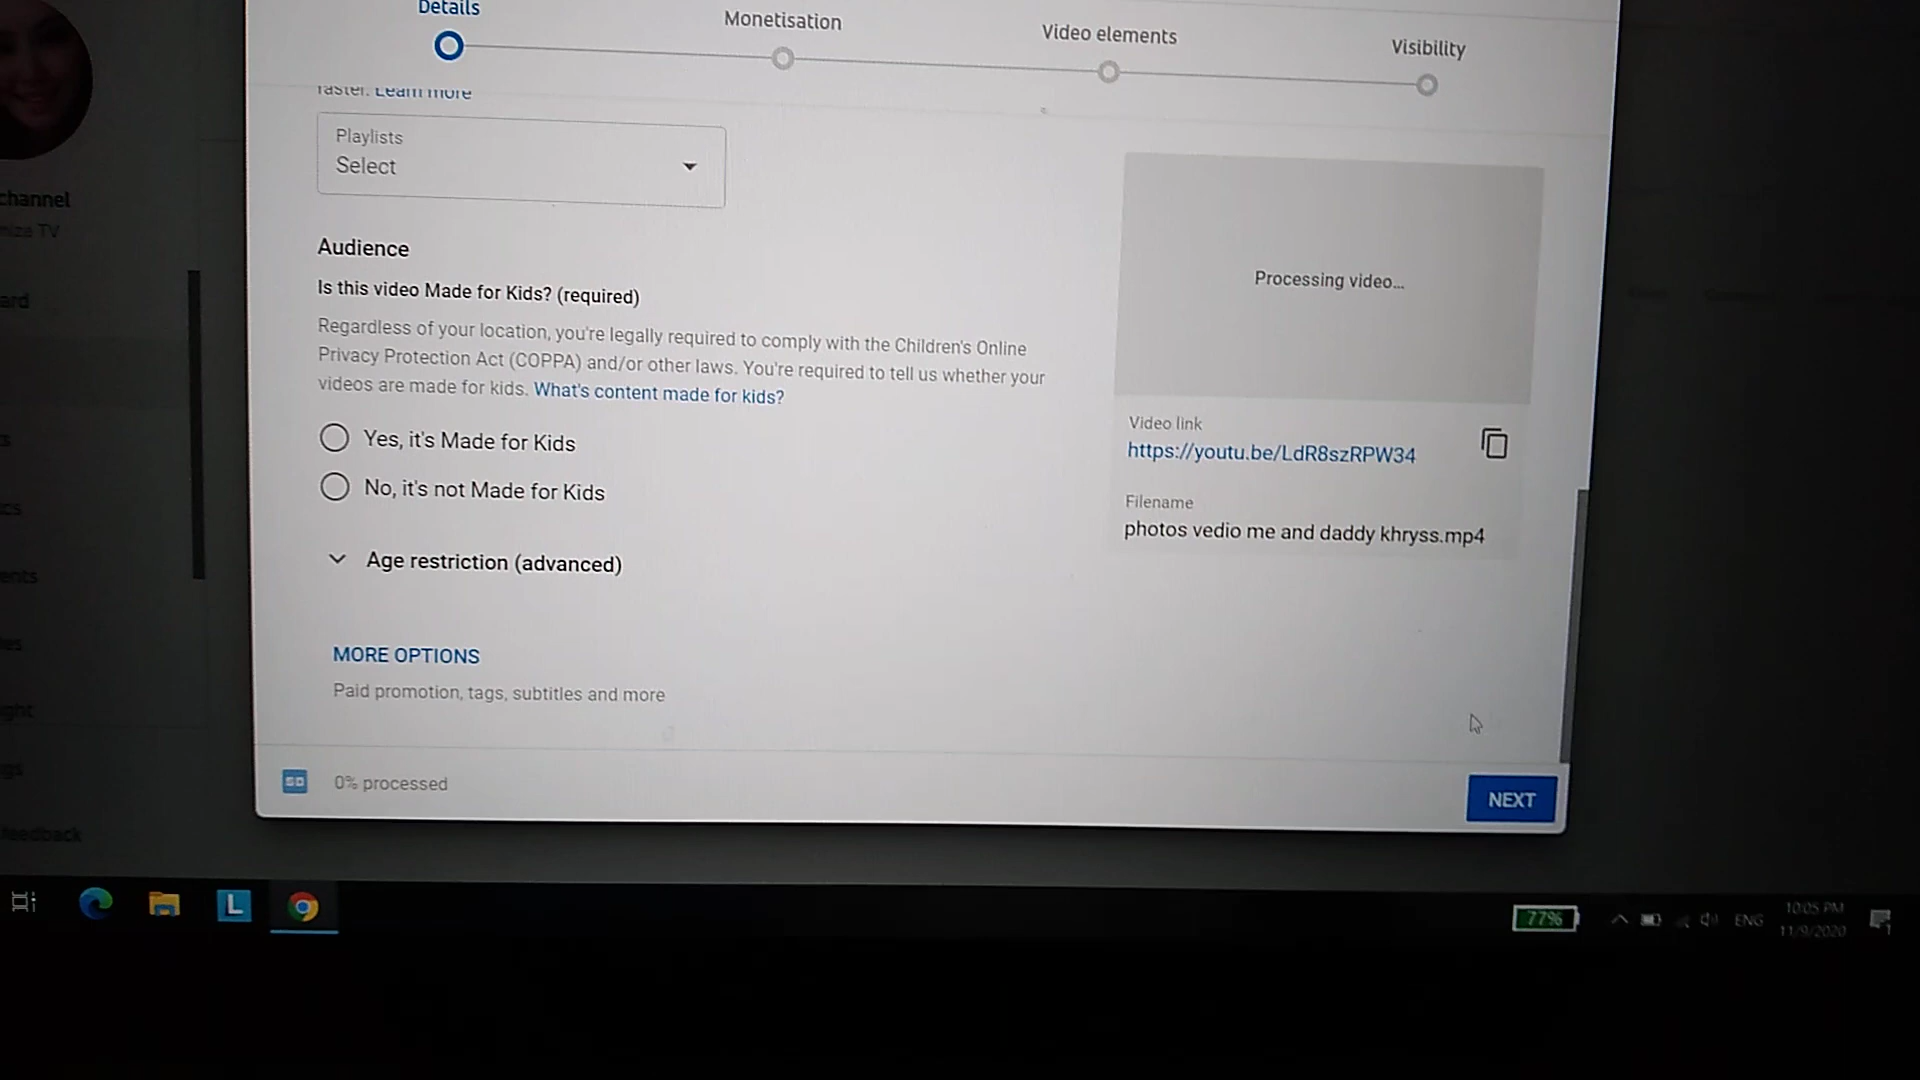 Details
Monetisation
Video elements
Visibility
faster. Learn more
Playlists
Select
Audience
Is this video Made for Kids? (required)
Regardless of your location, you're legally required to comply with the Children's Online
Privacy Protection Act (COPPA) and/or other laws. You're required to tell us whether your
videos are made for kids. What's content made for kids?
Yes, it's Made for Kids
No, it's not Made for Kids
Age restriction (advanced)
MORE OPTIONS
Paid promotion, tags, subtitles and more
Processing video...
Video link
https://youtu.be/LdR8szRPW34
Filename
photos vedio me and daddy khryss.mp4
SD
0% processed
NEXT
channel
TV
feedback
L
77%
ENG
10:05 PM
11/9/2020